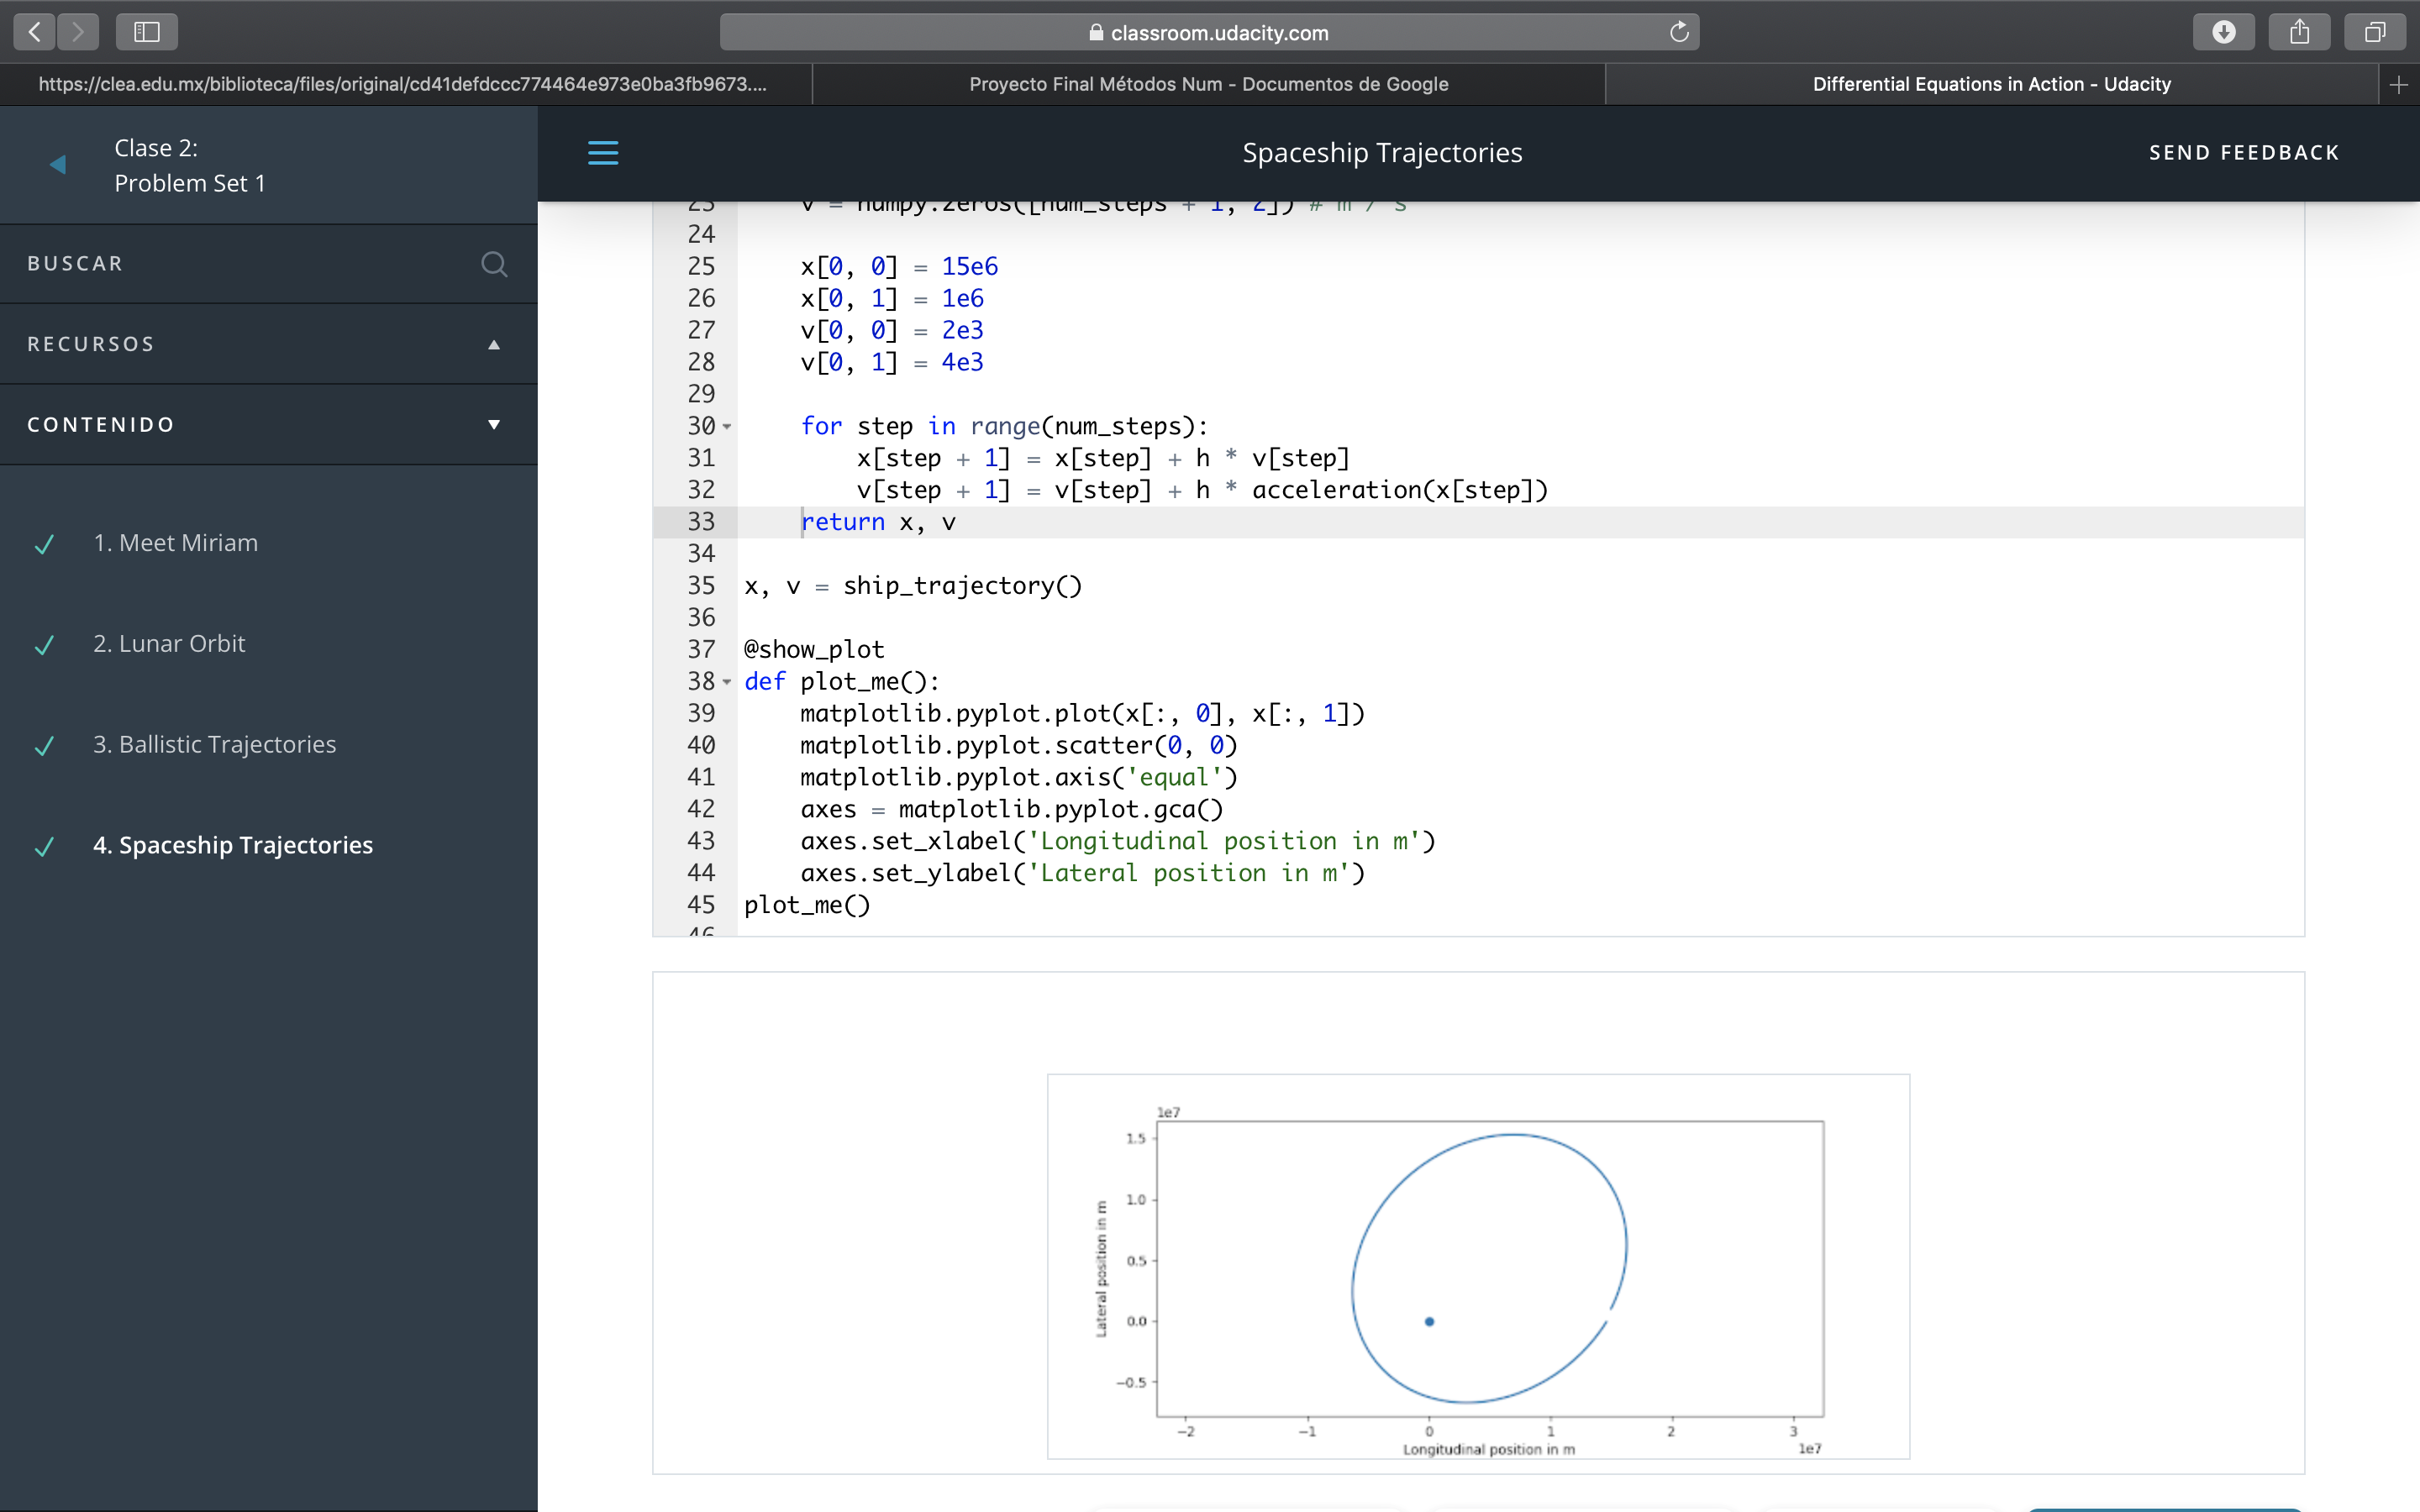 classroom.udacity.com
https://clea.edu.mx/biblioteca/files/original/cd41defdccc774464e973e0ba3fb9673....
Proyecto Final Métodos Num - Documentos de Google
Differential Equations in Action - Udacity
Clase 2:
Problem Set 1
Spaceship Trajectories
SEND FEEDBACK
BUSCAR
RECURSOS
CONTENIDO
1. Meet Miriam
2. Lunar Orbit
3. Ballistic Trajectories
4. Spaceship Trajectories
23 v = numpy.zeros([num_steps + 1, 2]) # m / s
24
25 x[0, 0] = 15e6
26 x[0, 1] = 1e6
27 v[0, 0] = 2e3
28 v[0, 1] = 4e3
29
30 for step in range(num_steps):
31 x[step + 1] = x[step] + h * v[step]
32 v[step + 1] = v[step] + h * acceleration(x[step])
33 return x, v
34
35 x, v = ship_trajectory()
36
37 @show_plot
38 def plot_me():
39 matplotlib.pyplot.plot(x[:, 0], x[:, 1])
40 matplotlib.pyplot.scatter(0, 0)
41 matplotlib.pyplot.axis('equal')
42 axes = matplotlib.pyplot.gca()
43 axes.set_xlabel('Longitudinal position in m')
44 axes.set_ylabel('Lateral position in m')
45 plot_me()
46
1e7
1.5
1.0
0.5
0.0
−0.5
Lateral position in m
−2 −1 0 1 2 3
Longitudinal position in m
1e7